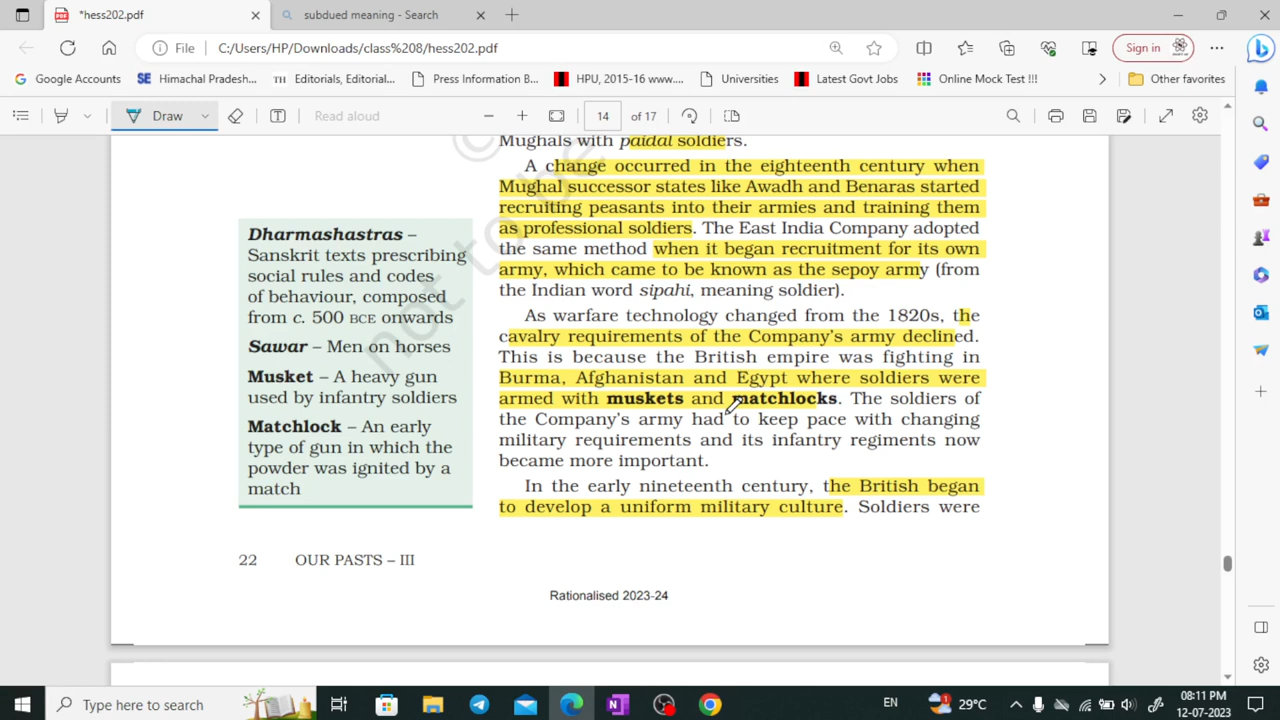 *hess202.pdf
subdued meaning - Search
File C:/Users/HP/Downloads/class%208/hess202.pdf
Sign in
Google Accounts
SE Himachal Pradesh...
TH Editorials, Editorial...
Press Information B...
HPU, 2015-16 www....
Universities
Latest Govt Jobs
Online Mock Test !!!
Other favorites
Draw
Read aloud
14 of 17
Mughals with paidal soldiers.
A change occurred in the eighteenth century when
Mughal successor states like Awadh and Benaras started
recruiting peasants into their armies and training them
as professional soldiers. The East India Company adopted
the same method when it began recruitment for its own
army, which came to be known as the sepoy army (from
the Indian word sipahi, meaning soldier).
As warfare technology changed from the 1820s, the
cavalry requirements of the Company's army declined.
This is because the British empire was fighting in
Burma, Afghanistan and Egypt where soldiers were
armed with muskets and matchlocks. The soldiers of
the Company's army had to keep pace with changing
military requirements and its infantry regiments now
became more important.
In the early nineteenth century, the British began
to develop a uniform military culture. Soldiers were
Dharmashastras –
Sanskrit texts prescribing
social rules and codes
of behaviour, composed
from c. 500 BCE onwards
Sawar – Men on horses
Musket – A heavy gun
used by infantry soldiers
Matchlock – An early
type of gun in which the
powder was ignited by a
match
© not to be
22 OUR PASTS – III
Rationalised 2023-24
Type here to search
EN
1
29°C
08:11 PM
12-07-2023